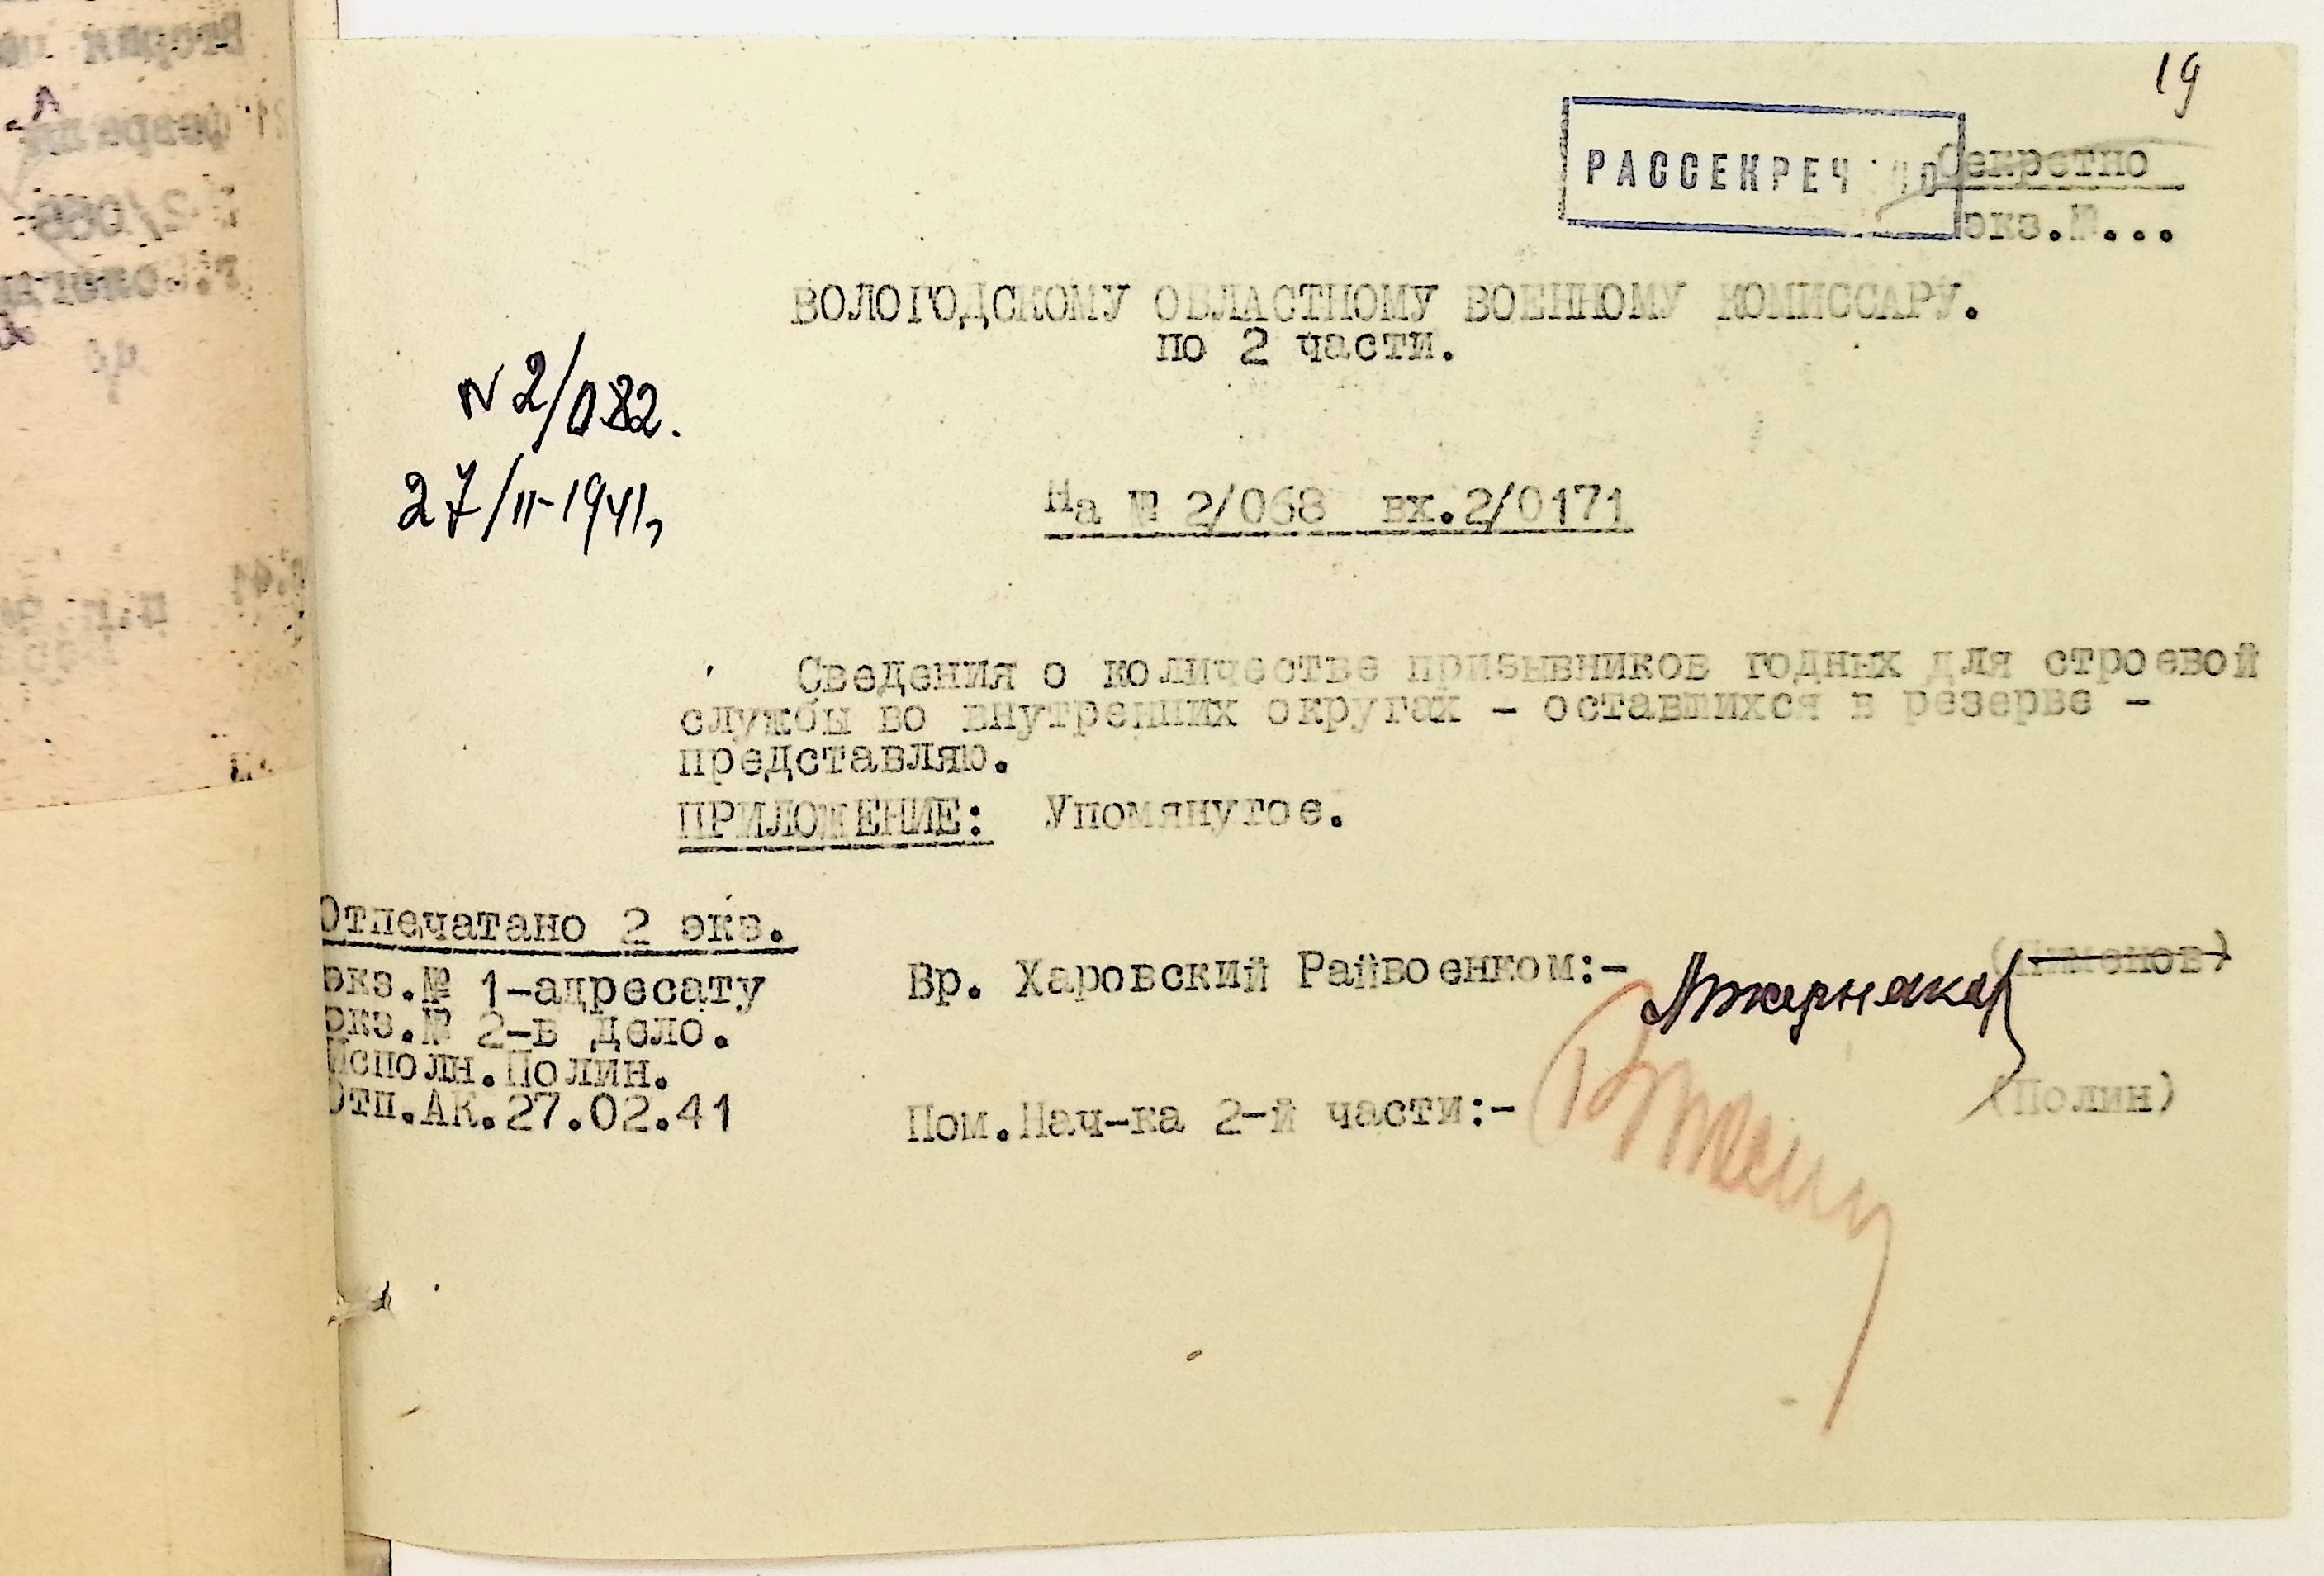 19
РАССЕКРЕЧ НО
Секретно
экз.№...
ВОЛОГОДСКОМУ ОБЛАСТНОМУ ВОЕННОМУ КОМИССАРУ.
по 2 части.
N 2/082.
27/II-1941,
На № 2/068 вх.2/0171
Сведения о количестве призывников годных для строевой
службы во внутренних округах - оставшихся в резерве -
представляю.
ПРИЛОЖЕНИЕ: Упомянутое.
Отпечатано 2 экз.
экз.№ 1-адресату
экз.№ 2-в дело.
Исполн.Полин.
Отп.АК.27.02.41
Вр. Харовский Райвоенком:-
Пом.Нач-ка 2-й части:- (Полин)